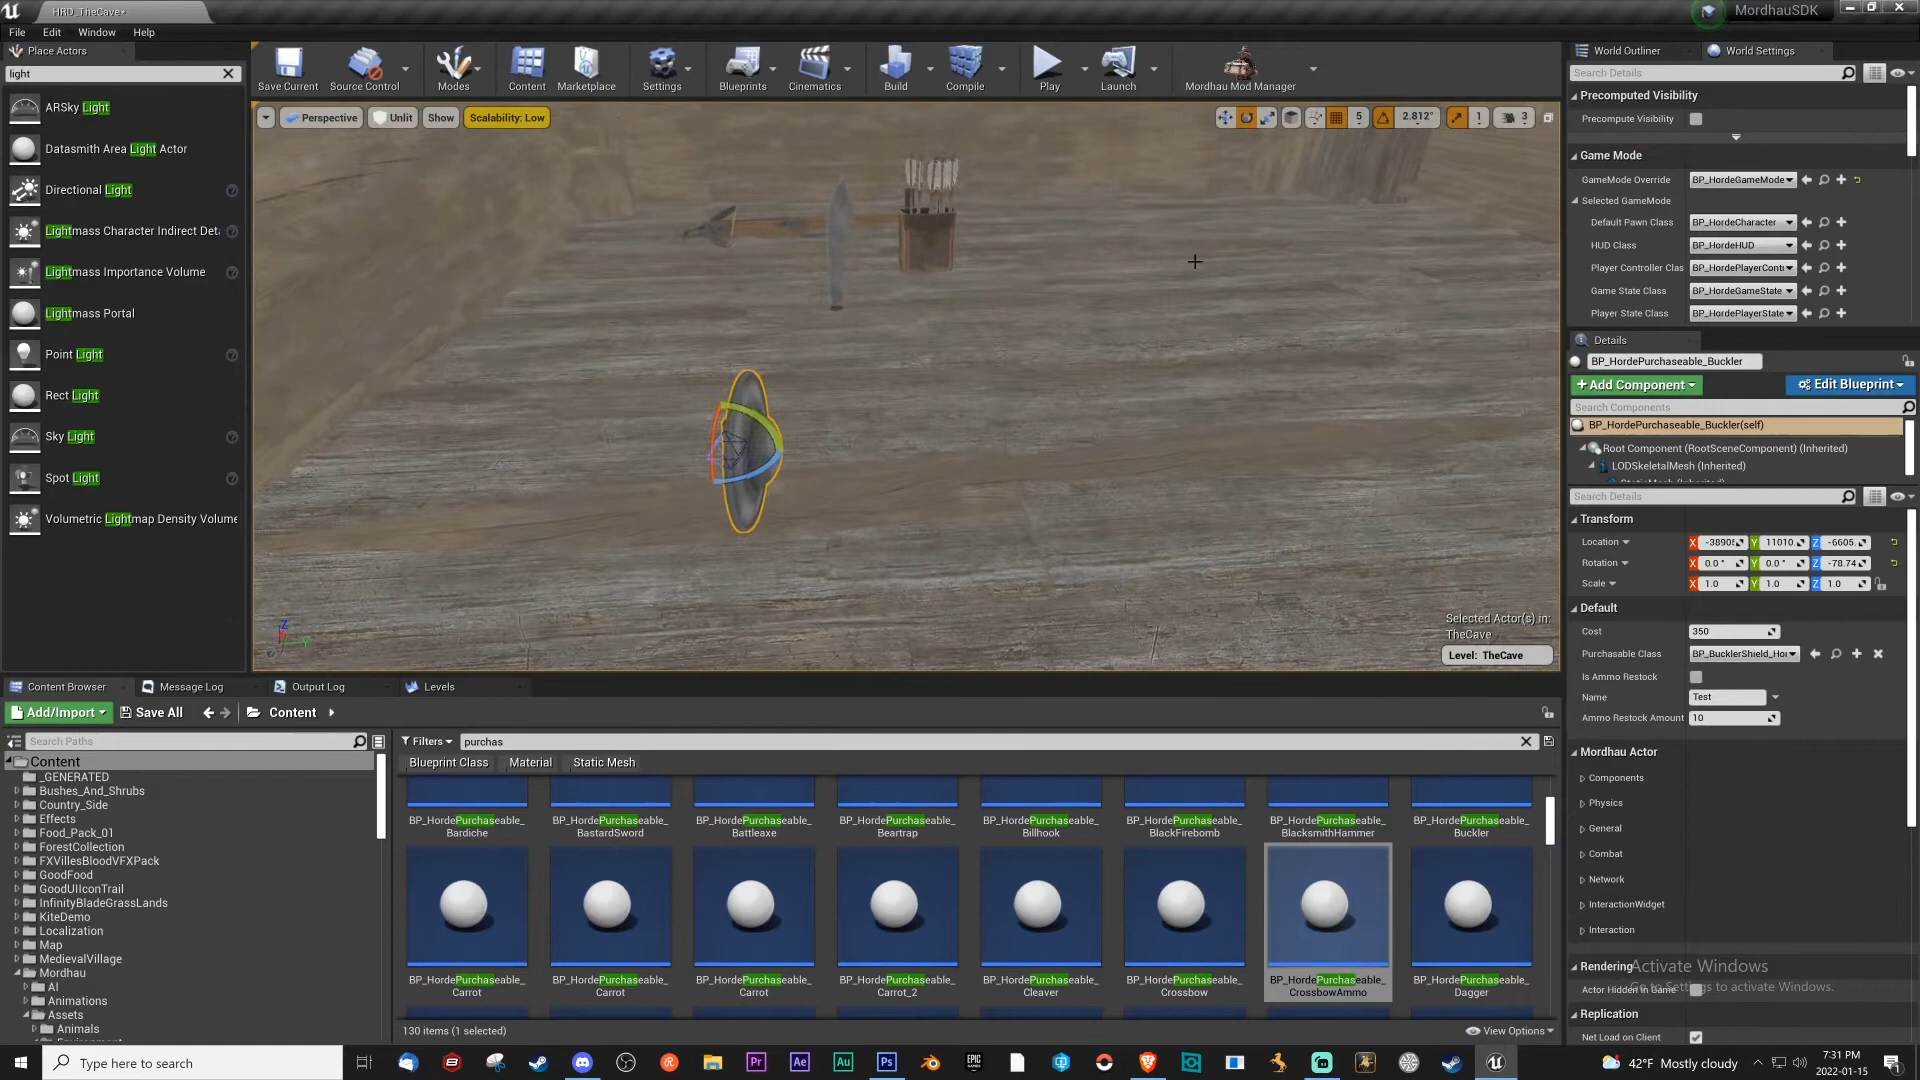 HRD_TheCave*
MordhauSDK
File Edit Window Help
Place Actors
light
ARSky Light
Datasmith Area Light Actor
Directional Light
Lightmass Character Indirect Deta
Lightmass Importance Volume
Lightmass Portal
Point Light
Rect Light
Sky Light
Spot Light
Volumetric Lightmap Density Volume
Save Current Source Control Modes Content Marketplace Settings Blueprints Cinematics Build Compile Play Launch Mordhau Mod Manager
Perspective Unlit Show Scalability: Low
5 2.812° 1 3
Selected Actor(s) in:
TheCave
Level: TheCave
World Outliner World Settings
Search Details
Precomputed Visibility
Precompute Visibility
Game Mode
GameMode Override BP_HordeGameMode
Selected GameMode
Default Pawn Class BP_HordeCharacter
HUD Class BP_HordeHUD
Player Controller Clas BP_HordePlayerContr
Game State Class BP_HordeGameState
Player State Class BP_HordePlayerState
Details
BP_HordePurchaseable_Buckler
+Add Component Edit Blueprint
Search Components
BP_HordePurchaseable_Buckler(self)
Root Component (RootSceneComponent) (Inherited)
LODSkeletalMesh (Inherited)
Search Details
Transform
Location X Y 11010. Z -6605.
Rotation X 0.0 ° Y 0.0 ° Z -78.74
Scale X 1.0 Y 1.0 Z 1.0
Default
Cost 350
Purchasable Class BP_BucklerShield_Hor
Is Ammo Restock
Name Test
Ammo Restock Amount 10
Mordhau Actor
Components
Physics
General
Combat
Network
InteractionWidget
Interaction
Rendering
Actor Hidden in Game
Replication
Net Load on Client
Activate Windows
Go to Settings to activate Windows.
Content Browser Message Log Output Log Levels
Add/Import Save All Content
Search Paths
Content
_GENERATED
Bushes_And_Shrubs
Country_Side
Effects
Food_Pack_01
ForestCollection
FXVillesBloodVFXPack
GoodFood
GoodUIIconTrail
InfinityBladeGrassLands
KiteDemo
Localization
Map
MedievalVillage
Mordhau
AI
Animations
Assets
Animals
Filters purchas
Blueprint Class Material Static Mesh
BP_HordePurchaseable_
Bardiche
BP_HordePurchaseable_
BastardSword
BP_HordePurchaseable_
Battleaxe
BP_HordePurchaseable_
Beartrap
BP_HordePurchaseable_
Billhook
BP_HordePurchaseable_
BlackFirebomb
BP_HordePurchaseable_
BlacksmithHammer
BP_HordePurchaseable_
Buckler
BP_HordePurchaseable_
Carrot
BP_HordePurchaseable_
Carrot
BP_HordePurchaseable_
Carrot
BP_HordePurchaseable_
Carrot_2
BP_HordePurchaseable_
Cleaver
BP_HordePurchaseable_
Crossbow
BP_HordePurchaseable_
CrossbowAmmo
BP_HordePurchaseable_
Dagger
130 items (1 selected)
View Options
Type here to search
Pr Ae Au Ps
42°F Mostly cloudy
7:31 PM
2022-01-15